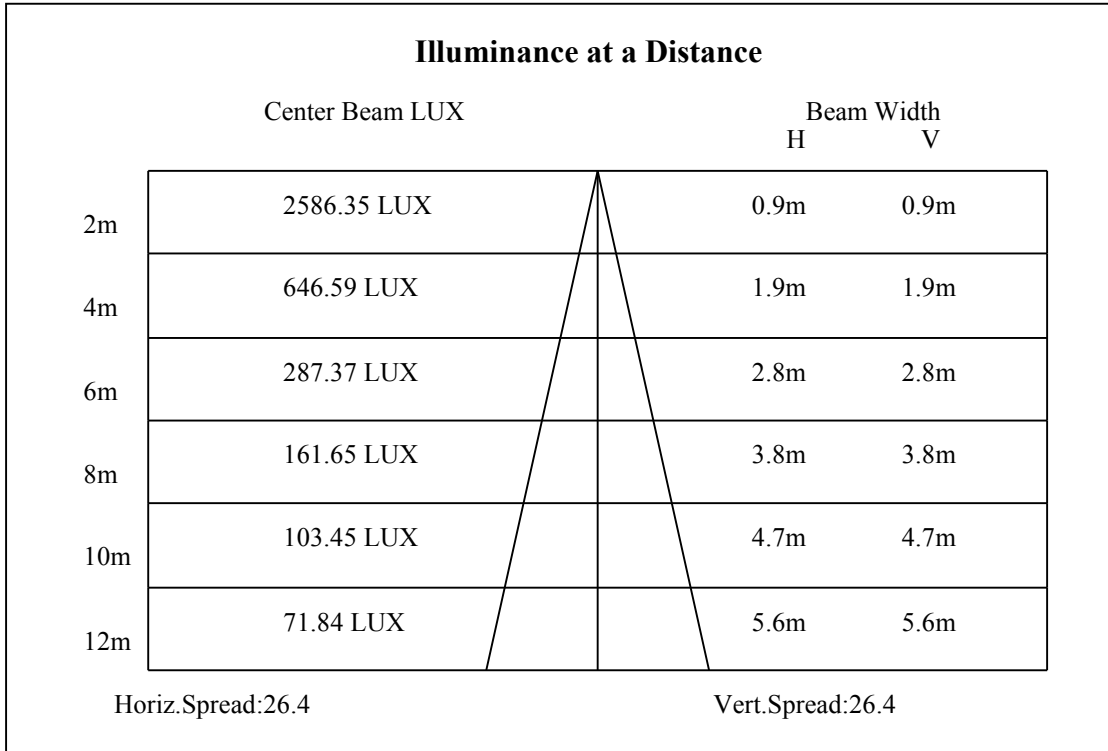 Illuminance at a Distance
Center Beam LUX Beam Width
H V
2m 2586.35 LUX 0.9m 0.9m
4m 646.59 LUX 1.9m 1.9m
6m 287.37 LUX 2.8m 2.8m
8m 161.65 LUX 3.8m 3.8m
10m 103.45 LUX 4.7m 4.7m
12m 71.84 LUX 5.6m 5.6m
Horiz.Spread:26.4 Vert.Spread:26.4